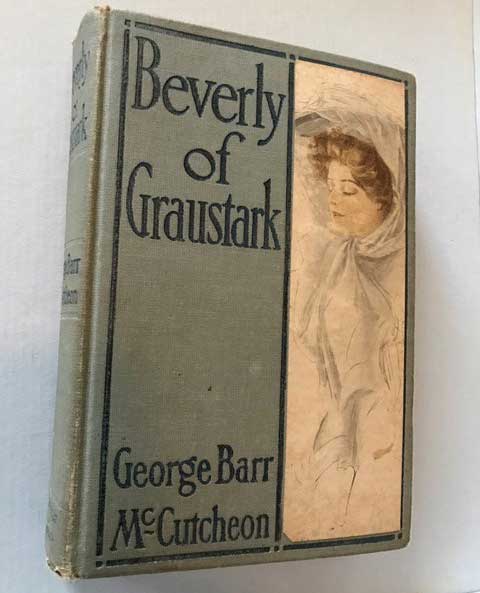 Beverly
of
Graustark
George Barr
McCutcheon